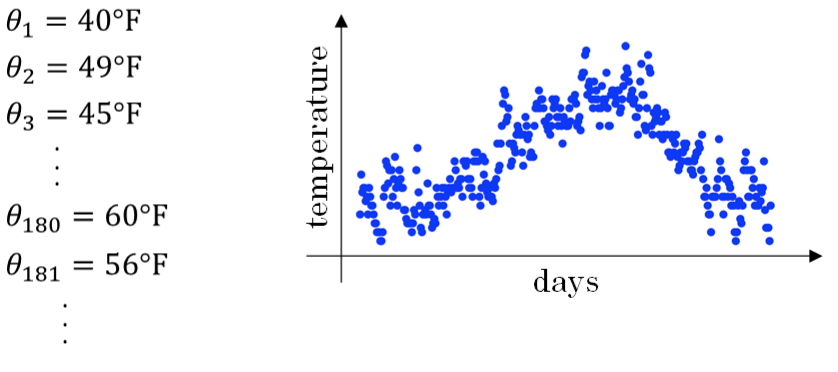 θ₁ = 40°F
θ₂ = 49°F
θ₃ = 45°F
⋮
θ₁₈₀ = 60°F
θ₁₈₁ = 56°F
⋮
temperature
days